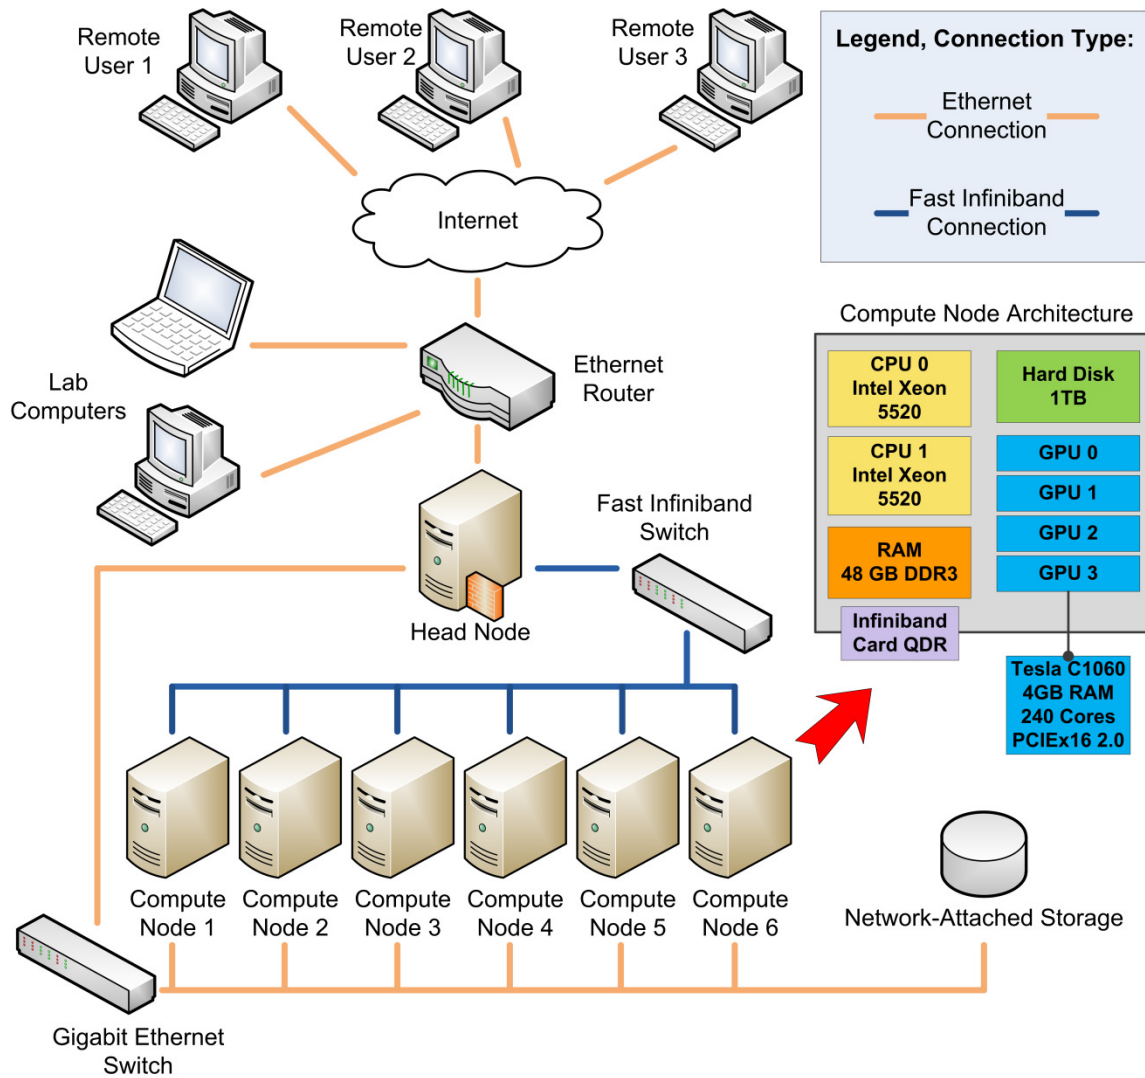 Remote
User 1
Remote
User 2
Remote
User 3
Legend, Connection Type:
Ethernet
Connection
Fast Infiniband
Connection
Internet
Lab
Computers
Ethernet
Router
Compute Node Architecture
CPU 0
Intel Xeon
5520
Hard Disk
1TB
CPU 1
Intel Xeon
5520
GPU 0
GPU 1
GPU 2
GPU 3
RAM
48 GB DDR3
Infiniband
Card QDR
Tesla C1060
4GB RAM
240 Cores
PCIEx16 2.0
Fast Infiniband
Switch
Head Node
Compute
Node 1
Compute
Node 2
Compute
Node 3
Compute
Node 4
Compute
Node 5
Compute
Node 6
Network-Attached Storage
Gigabit Ethernet
Switch